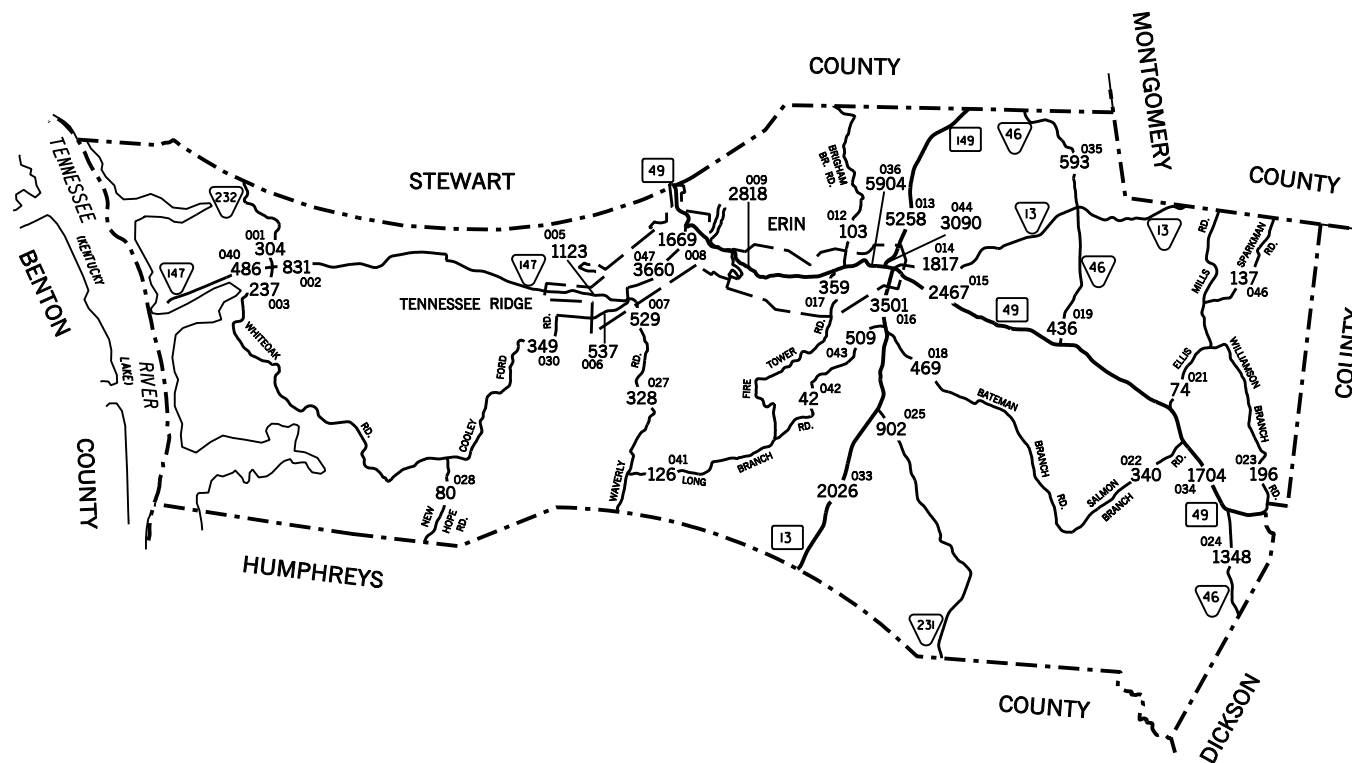 COUNTY
MONTGOMERY
COUNTY
STEWART
TENNESSEE
(KENTUCKY
LAKE)
RIVER
BENTON
COUNTY
232
147
001
304
040
486
831
002
237
003
WHITEOAK
RD.
147
TENNESSEE RIDGE
005
1123
49
1669
047
3660
008
009
2818
ERIN
BRIGHAM
BR. RD.
036
5904
012
103
013
5258
149
044
3090
014
1817
46
035
593
13
13
46
015
2467
49
019
436
MILLS
RD.
SPARKMAN
RD.
137
046
COUNTY
007
529
RD.
349
030
537
006
FORD
COOLEY
RD.
027
328
359
017
RD.
TOWER
FIRE
3501
016
509
043
042
42
RD.
018
469
BATEMAN
BRANCH
RD.
ELLIS
021
74
WILLIAMSON
BRANCH
RD.
025
902
041
126
LONG
BRANCH
WAVERLY
028
80
NEW
HOPE
RD.
033
2026
13
022
340
SALMON
BRANCH
RD.
1704
034
023
196
49
024
1348
46
231
HUMPHREYS
COUNTY
DICKSON